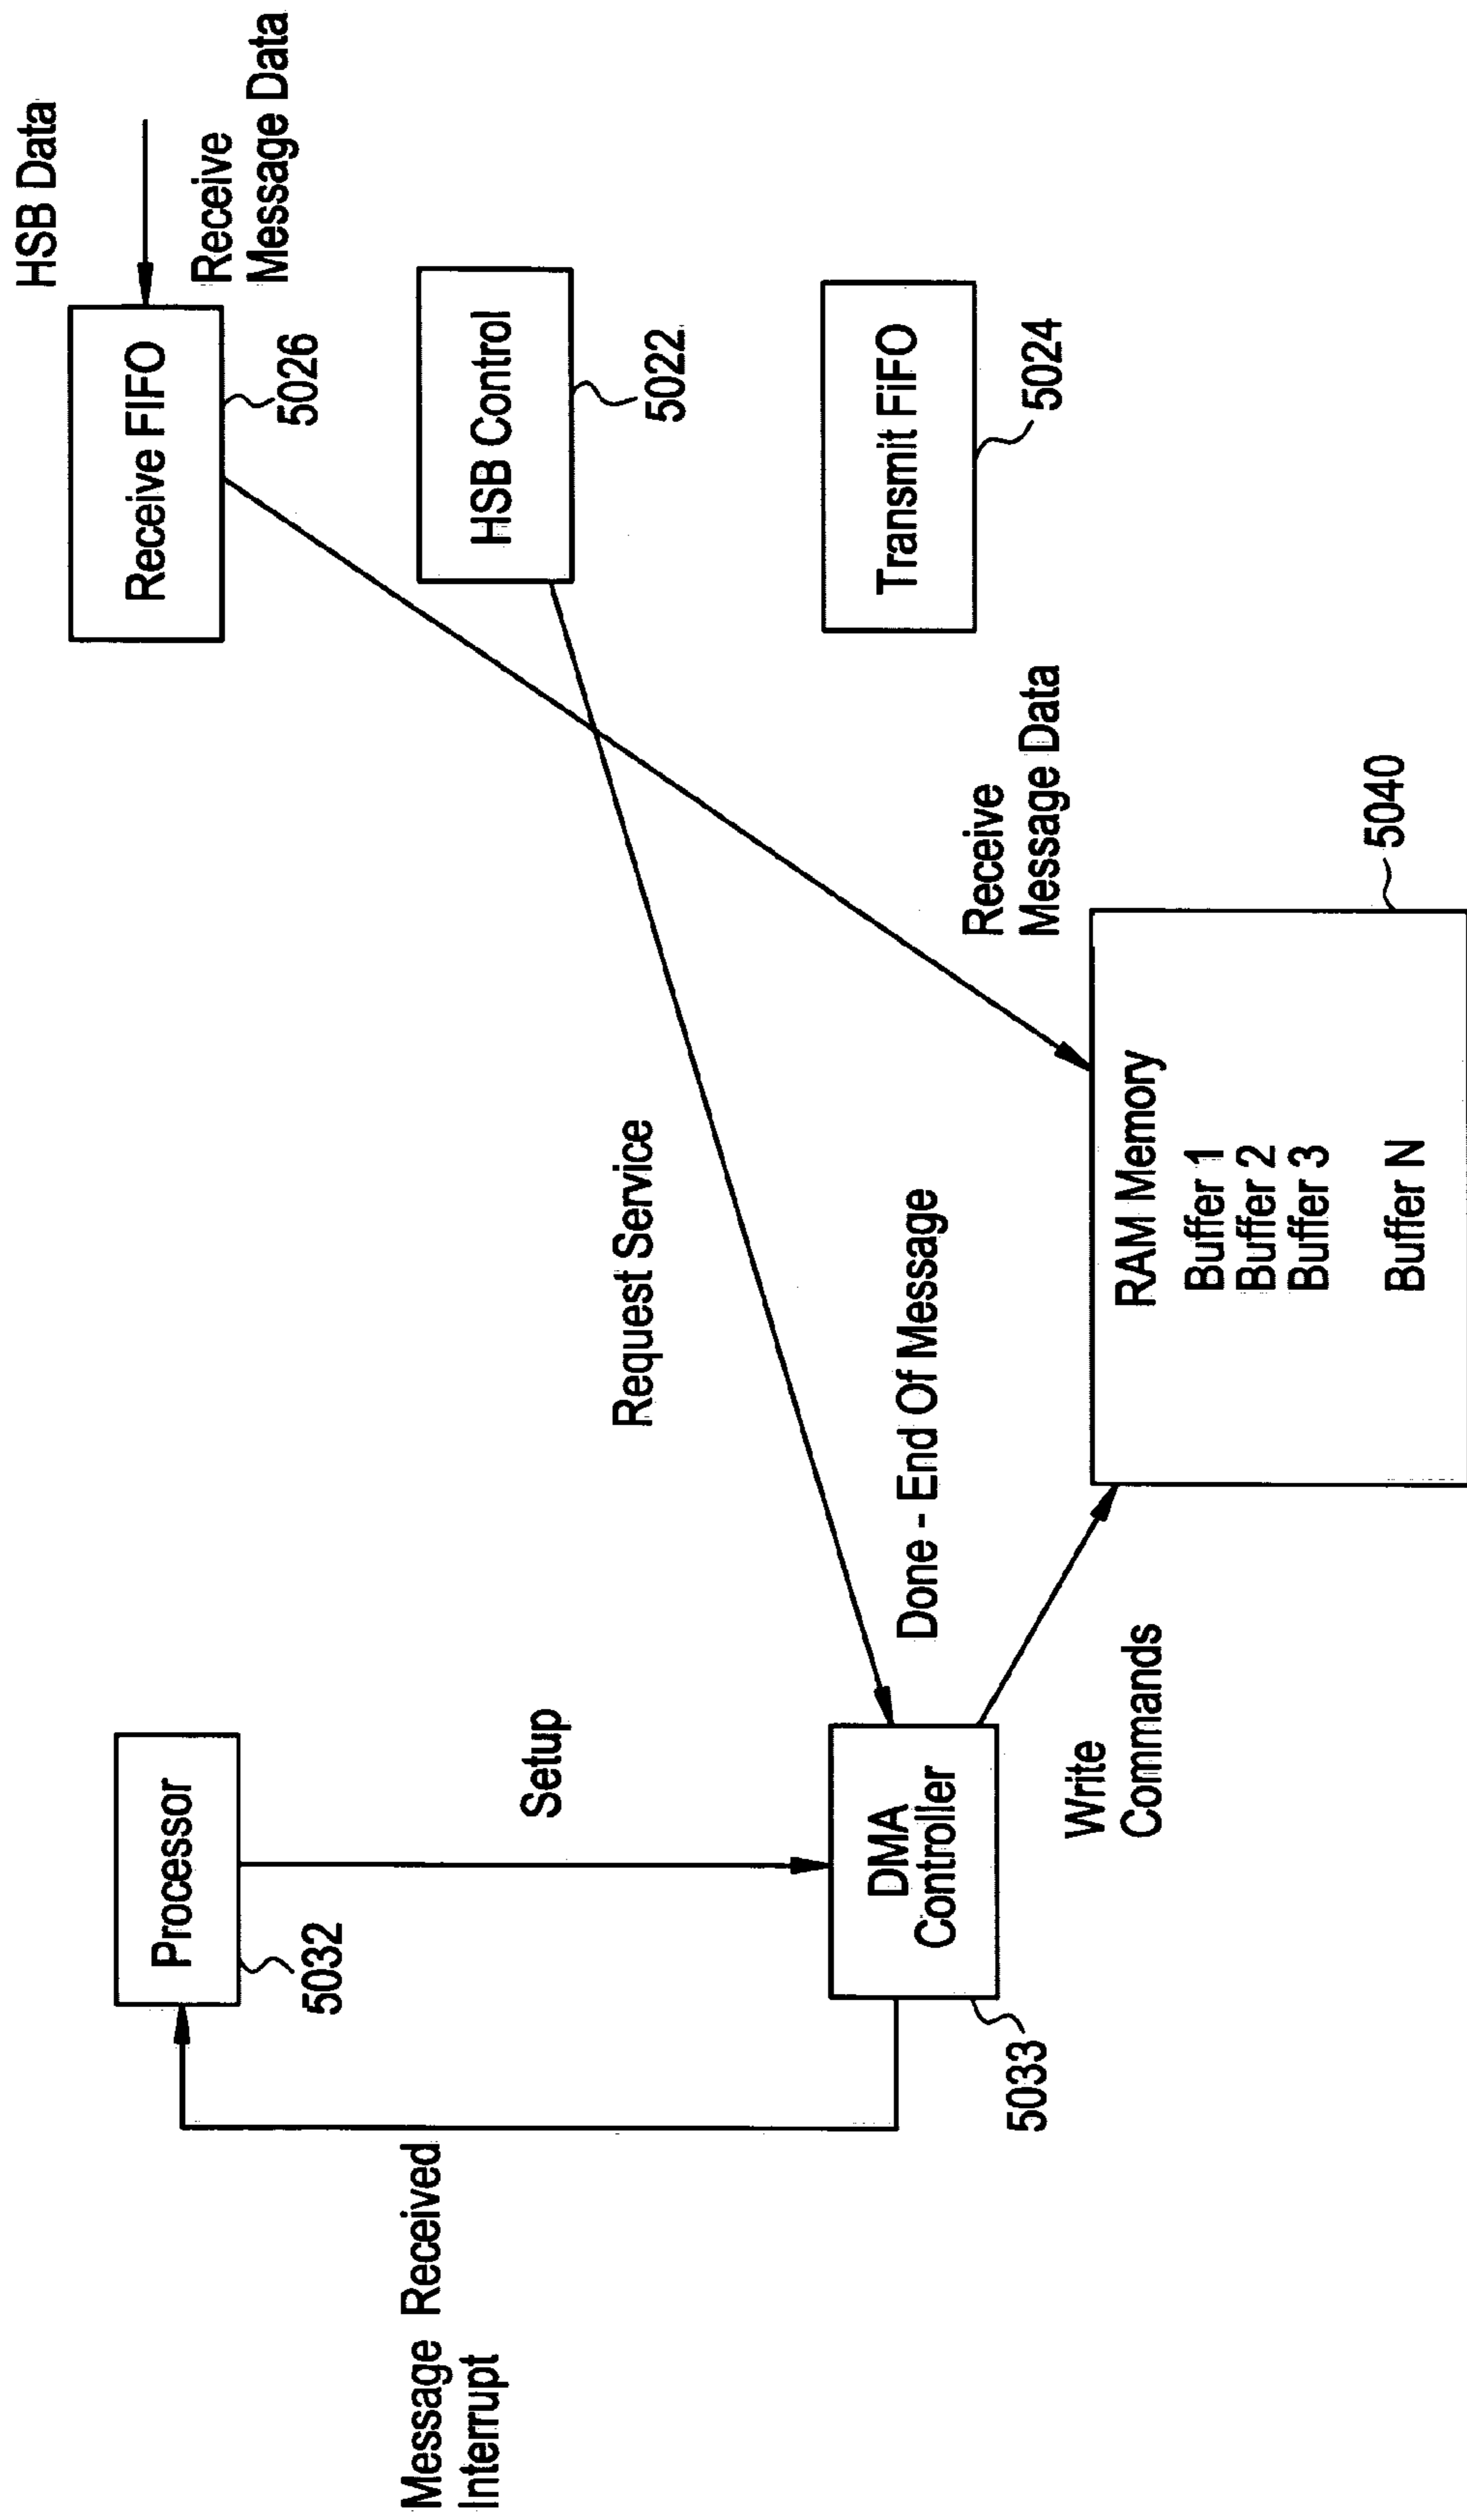 HSB Data
Receive
Message Data
Receive FIFO
5026
HSB Control
5022
Transmit FiFO
5024
Receive
Message Data
5040
RAM Memory
Buffer 1
Buffer 2
Buffer 3
Buffer N
Request Service
Done - End Of Message
Processor
5032
Setup
DMA
Controller
5033
Write
Commands
Message Received
Interrupt